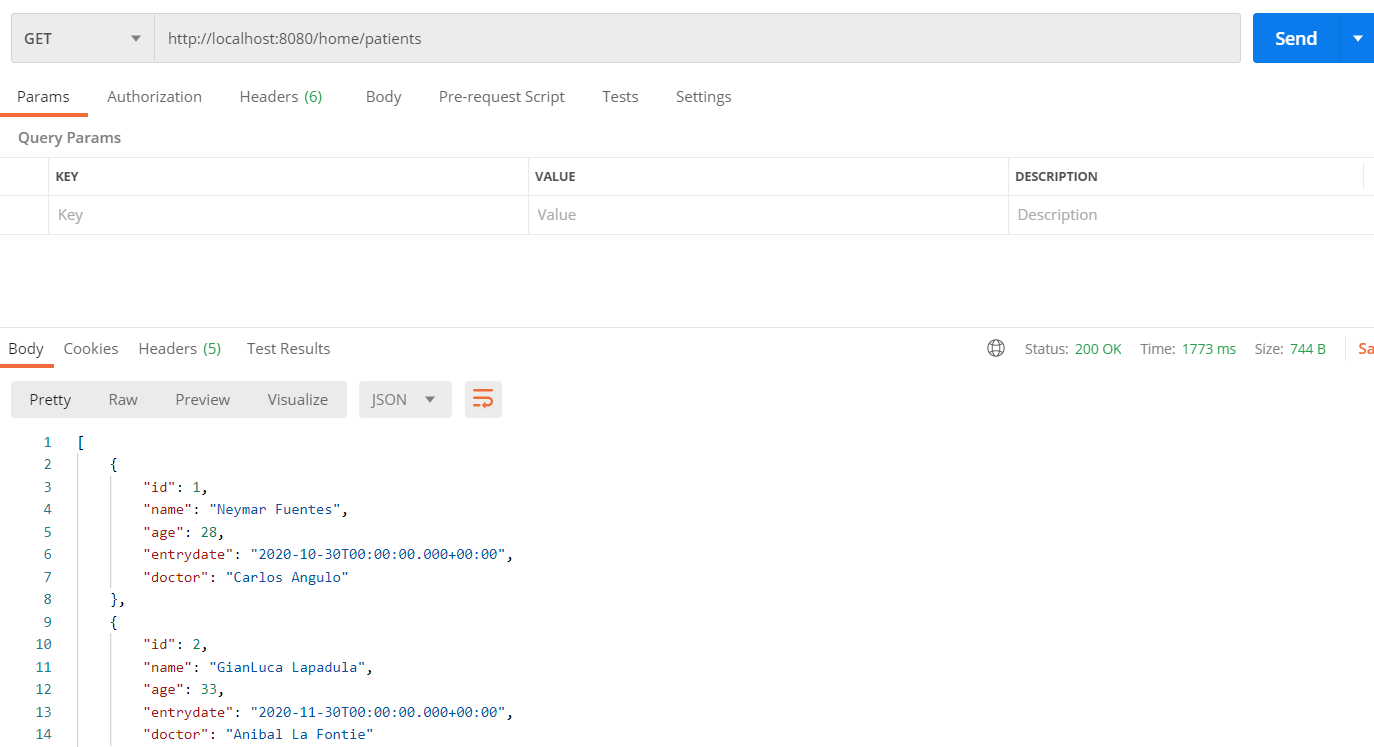 GET http://localhost:8080/home/patients Send
Params Authorization Headers (6) Body Pre-request Script Tests Settings
Query Params
KEY VALUE DESCRIPTION
Key Value Description
Body Cookies Headers (5) Test Results Status: 200 OK Time: 1773 ms Size: 744 B Sa
Pretty Raw Preview Visualize JSON
1 [
2 {
3 "id": 1,
4 "name": "Neymar Fuentes",
5 "age": 28,
6 "entrydate": "2020-10-30T00:00:00.000+00:00",
7 "doctor": "Carlos Angulo"
8 },
9 {
10 "id": 2,
11 "name": "GianLuca Lapadula",
12 "age": 33,
13 "entrydate": "2020-11-30T00:00:00.000+00:00",
14 "doctor": "Anibal La Fontie"